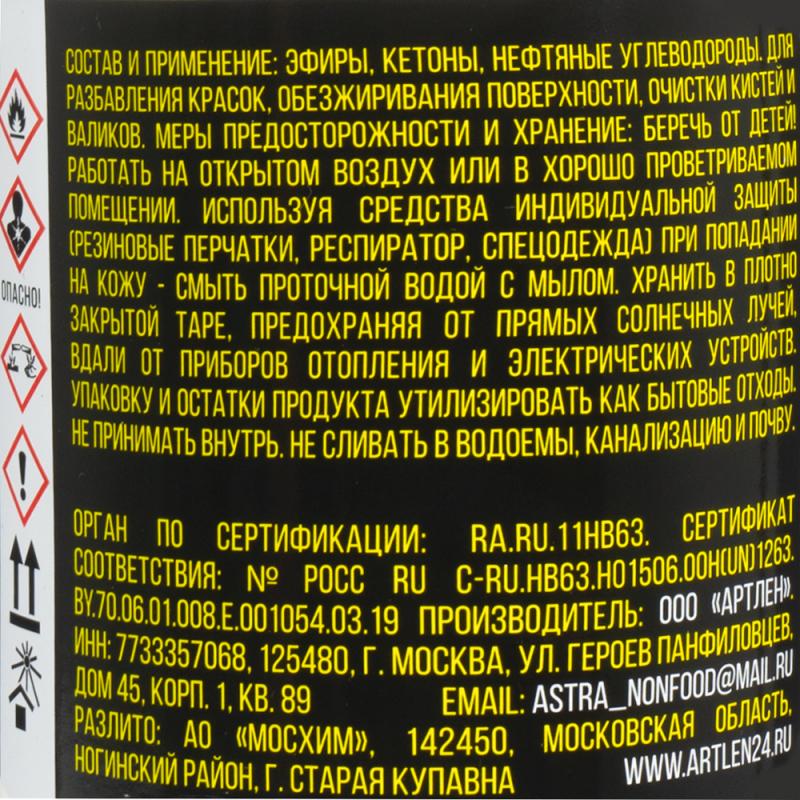 СОСТАВ И ПРИМЕНЕНИЕ: ЭФИРЫ, КЕТОНЫ, НЕФТЯНЫЕ УГЛЕВОДОРОДЫ. ДЛЯ
РАЗБАВЛЕНИЯ КРАСОК, ОБЕЗЖИРИВАНИЯ ПОВЕРХНОСТИ, ОЧИСТКИ КИСТЕЙ И
ВАЛИКОВ. МЕРЫ ПРЕДОСТОРОЖНОСТИ И ХРАНЕНИЕ: БЕРЕЧЬ ОТ ДЕТЕЙ!
РАБОТАТЬ НА ОТКРЫТОМ ВОЗДУХ ИЛИ В ХОРОШО ПРОВЕТРИВАЕМОМ
ПОМЕЩЕНИИ. ИСПОЛЬЗУЯ СРЕДСТВА ИНДИВИДУАЛЬНОЙ ЗАЩИТЫ
(РЕЗИНОВЫЕ ПЕРЧАТКИ, РЕСПИРАТОР, СПЕЦОДЕЖДА) ПРИ ПОПАДАНИИ
НА КОЖУ - СМЫТЬ ПРОТОЧНОЙ ВОДОЙ С МЫЛОМ. ХРАНИТЬ В ПЛОТНО
ОПАСНО!
ЗАКРЫТОЙ ТАРЕ, ПРЕДОХРАНЯЯ ОТ ПРЯМЫХ СОЛНЕЧНЫХ ЛУЧЕЙ,
ВДАЛИ ОТ ПРИБОРОВ ОТОПЛЕНИЯ И ЭЛЕКТРИЧЕСКИХ УСТРОЙСТВ.
УПАКОВКУ И ОСТАТКИ ПРОДУКТА УТИЛИЗИРОВАТЬ КАК БЫТОВЫЕ ОТХОДЫ.
НЕ ПРИНИМАТЬ ВНУТРЬ. НЕ СЛИВАТЬ В ВОДОЕМЫ, КАНАЛИЗАЦИЮ И ПОЧВУ.
ОРГАН ПО СЕРТИФИКАЦИИ: RA.RU.11HB63. СЕРТИФИКАТ
СООТВЕТСТВИЯ: № РОСС RU C-RU.HB63.H01506.OOH(UN)1263.
BY.70.06.01.008.E.001054.03.19 ПРОИЗВОДИТЕЛЬ: ООО «АРТЛЕН».
ИНН: 7733357068, 125480, Г. МОСКВА, УЛ. ГЕРОЕВ ПАНФИЛОВЦЕВ,
ДОМ 45, КОРП. 1, КВ. 89 EMAIL: ASTRA_NONFOOD@MAIL.RU
РАЗЛИТО: АО «МОСХИМ», 142450, МОСКОВСКАЯ ОБЛАСТЬ,
НОГИНСКИЙ РАЙОН, Г. СТАРАЯ КУПАВНА WWW.ARTLEN24.RU